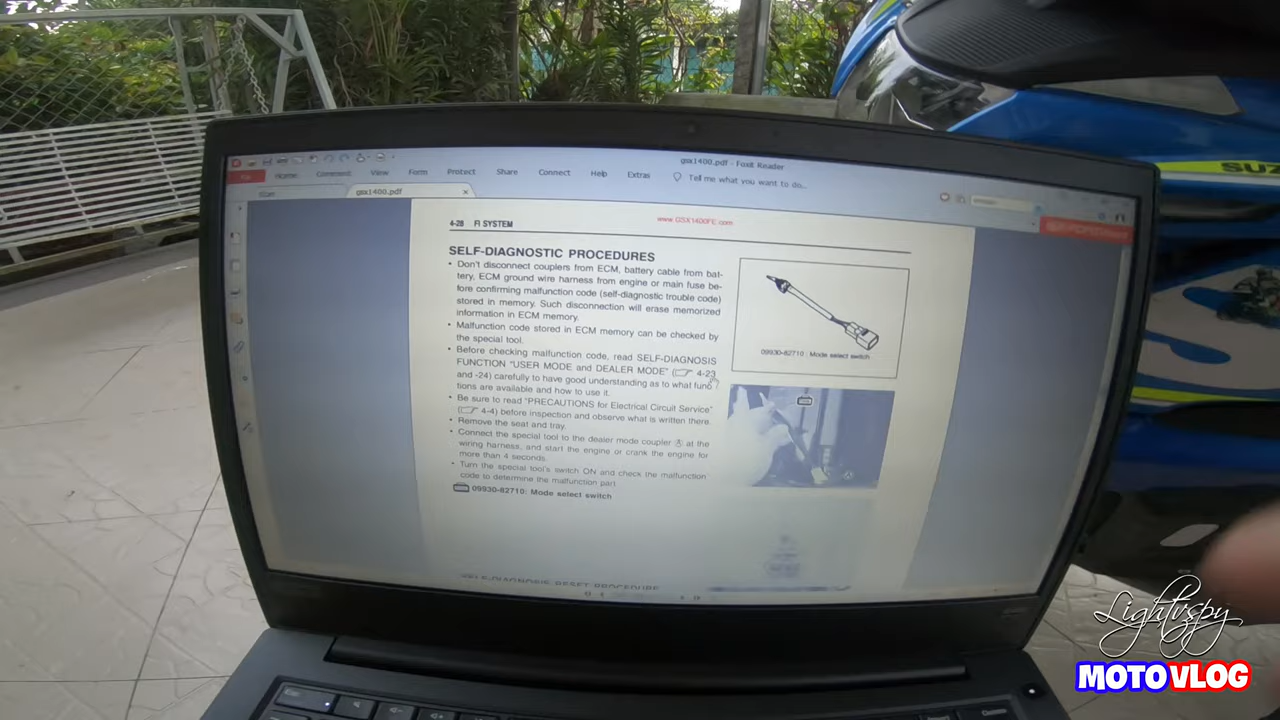 gsx1400.pdf - Foxit Reader
File Home Comment View Form Protect Share Connect Help Extras Tell me what you want to do..
Start gsx1400.pdf
4-28 FI SYSTEM
www.GSX1400FE.com
SELF-DIAGNOSTIC PROCEDURES
• Don't disconnect couplers from ECM, battery cable from bat-
tery, ECM ground wire harness from engine or main fuse be-
fore confirming malfunction code (self-diagnostic trouble code)
stored in memory. Such disconnection will erase memorized
information in ECM memory.
• Malfunction code stored in ECM memory can be checked by
the special tool.
• Before checking malfunction code, read SELF-DIAGNOSIS
FUNCTION "USER MODE and DEALER MODE" ( 4-23
and -24) carefully to have good understanding as to what func-
tions are available and how to use it.
• Be sure to read "PRECAUTIONS for Electrical Circuit Service"
( 4-4) before inspection and observe what is written there.
• Remove the seat and tray.
• Connect the special tool to the dealer mode coupler Ⓐ at the
wiring harness, and start the engine or crank the engine for
more than 4 seconds.
• Turn the special tool's switch ON and check the malfunction
code to determine the malfunction part.
09930-82710: Mode select switch
09930-82710 : Mode select switch
SELF-DIAGNOSIS RESET PROCEDURE
SUZ
Lightvspy
MOTOVLOG